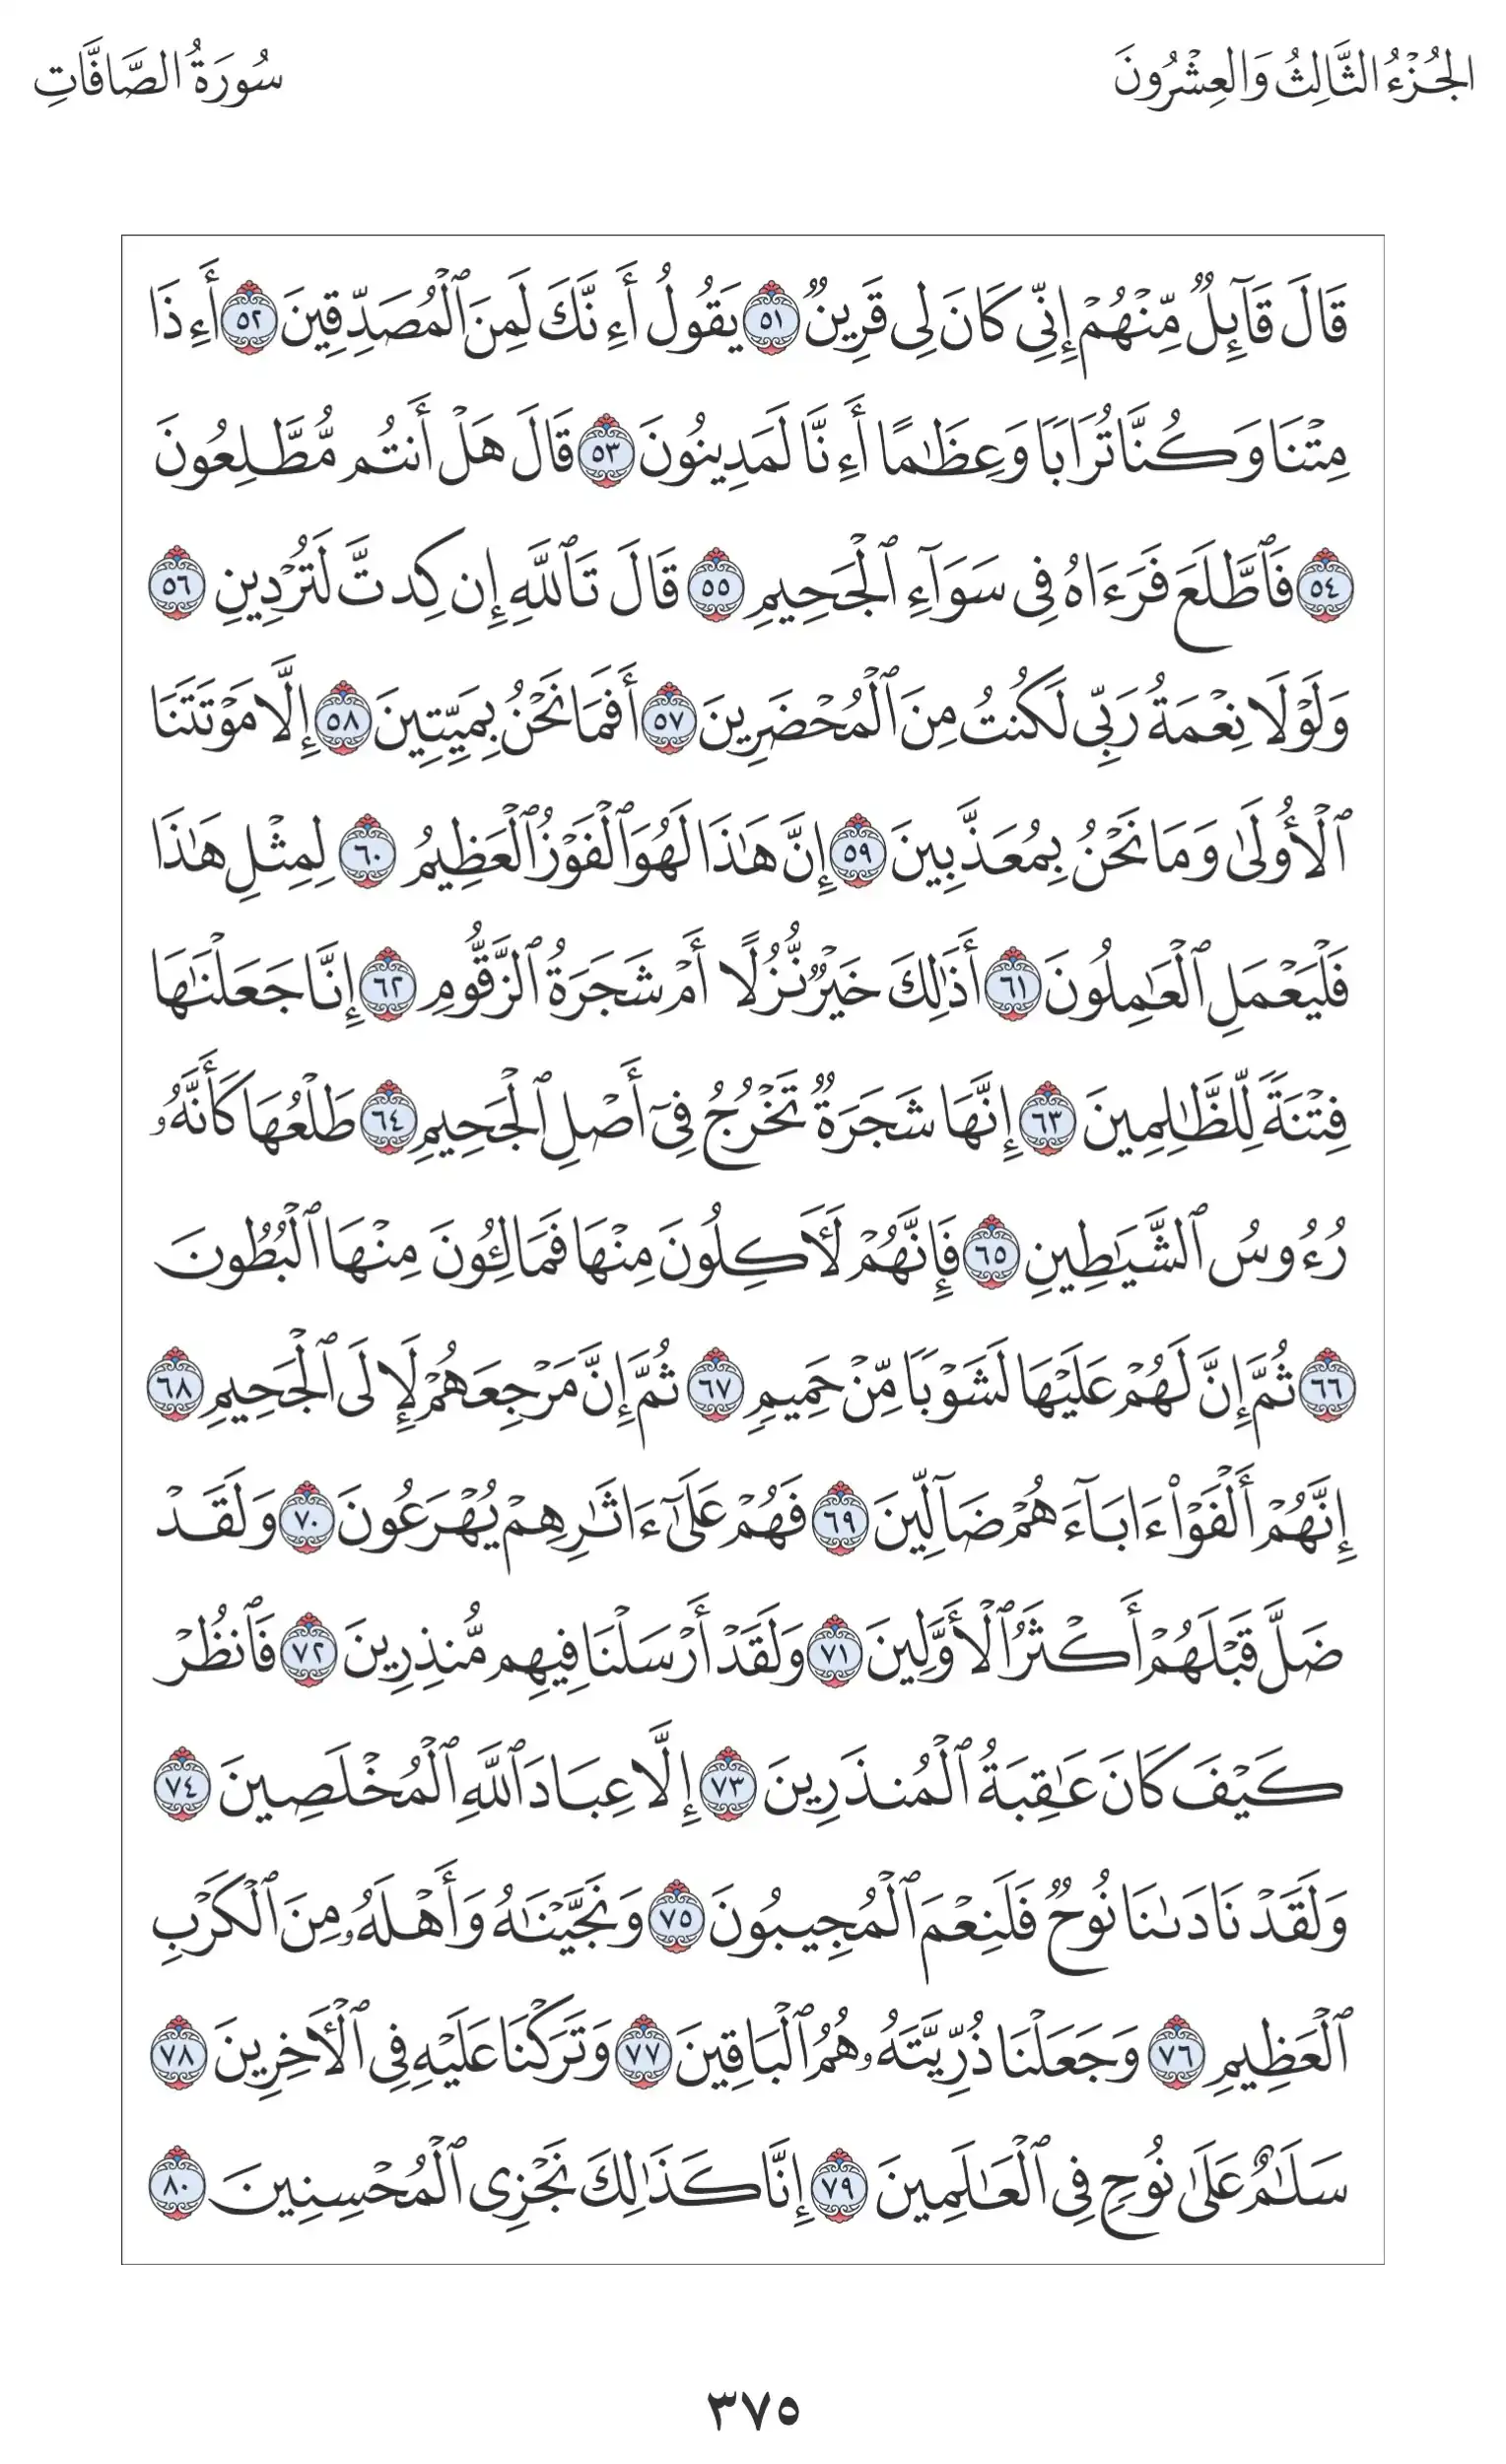 الجُزْءُ الثَّالِثُ وَالعِشْرُونَ
سُورَةُ الصَّافَّاتِ
قَالَ قَآئِلٌ مِّنْهُمْ إِنِّي كَانَ لِي قَرِينٌ ٥١ يَقُولُ أَءِنَّكَ لَمِنَ ٱلْمُصَدِّقِينَ ٥٢ أَءِذَا
مِتْنَا وَكُنَّا تُرَابًا وَعِظَٰمًا أَءِنَّا لَمَدِينُونَ ٥٣ قَالَ هَلْ أَنتُم مُّطَّلِعُونَ
٥٤ فَٱطَّلَعَ فَرَءَاهُ فِى سَوَآءِ ٱلْجَحِيمِ ٥٥ قَالَ تَٱللَّهِ إِن كِدتَّ لَتُرْدِينِ ٥٦
وَلَوْلَا نِعْمَةُ رَبِّى لَكُنتُ مِنَ ٱلْمُحْضَرِينَ ٥٧ أَفَمَا نَحْنُ بِمَيِّتِينَ ٥٨ إِلَّا مَوْتَتَنَا
ٱلْأُولَىٰ وَمَا نَحْنُ بِمُعَذَّبِينَ ٥٩ إِنَّ هَٰذَا لَهُوَ ٱلْفَوْزُ ٱلْعَظِيمُ ٦٠ لِمِثْلِ هَٰذَا
فَلْيَعْمَلِ ٱلْعَٰمِلُونَ ٦١ أَذَٰلِكَ خَيْرٌ نُّزُلًا أَمْ شَجَرَةُ ٱلزَّقُّومِ ٦٢ إِنَّا جَعَلْنَٰهَا
فِتْنَةً لِّلظَّٰلِمِينَ ٦٣ إِنَّهَا شَجَرَةٌ تَخْرُجُ فِىٓ أَصْلِ ٱلْجَحِيمِ ٦٤ طَلْعُهَا كَأَنَّهُۥ
رُءُوسُ ٱلشَّيَٰطِينِ ٦٥ فَإِنَّهُمْ لَـَٔاكِلُونَ مِنْهَا فَمَالِـُٔونَ مِنْهَا ٱلْبُطُونَ
٦٦ ثُمَّ إِنَّ لَهُمْ عَلَيْهَا لَشَوْبًا مِّنْ حَمِيمٍ ٦٧ ثُمَّ إِنَّ مَرْجِعَهُمْ لَإِلَى ٱلْجَحِيمِ ٦٨
إِنَّهُمْ أَلْفَوْا۟ ءَابَآءَهُمْ ضَآلِّينَ ٦٩ فَهُمْ عَلَىٰٓ ءَاثَٰرِهِمْ يُهْرَعُونَ ٧٠ وَلَقَدْ
ضَلَّ قَبْلَهُمْ أَكْثَرُ ٱلْأَوَّلِينَ ٧١ وَلَقَدْ أَرْسَلْنَا فِيهِم مُّنذِرِينَ ٧٢ فَٱنظُرْ
كَيْفَ كَانَ عَٰقِبَةُ ٱلْمُنذَرِينَ ٧٣ إِلَّا عِبَادَ ٱللَّهِ ٱلْمُخْلَصِينَ ٧٤
وَلَقَدْ نَادَىٰنَا نُوحٌ فَلَنِعْمَ ٱلْمُجِيبُونَ ٧٥ وَنَجَّيْنَٰهُ وَأَهْلَهُۥ مِنَ ٱلْكَرْبِ
ٱلْعَظِيمِ ٧٦ وَجَعَلْنَا ذُرِّيَّتَهُۥ هُمُ ٱلْبَاقِينَ ٧٧ وَتَرَكْنَا عَلَيْهِ فِى ٱلْـَٔاخِرِينَ ٧٨
سَلَٰمٌ عَلَىٰ نُوحٍ فِى ٱلْعَٰلَمِينَ ٧٩ إِنَّا كَذَٰلِكَ نَجْزِى ٱلْمُحْسِنِينَ ٨٠
٣٧٥